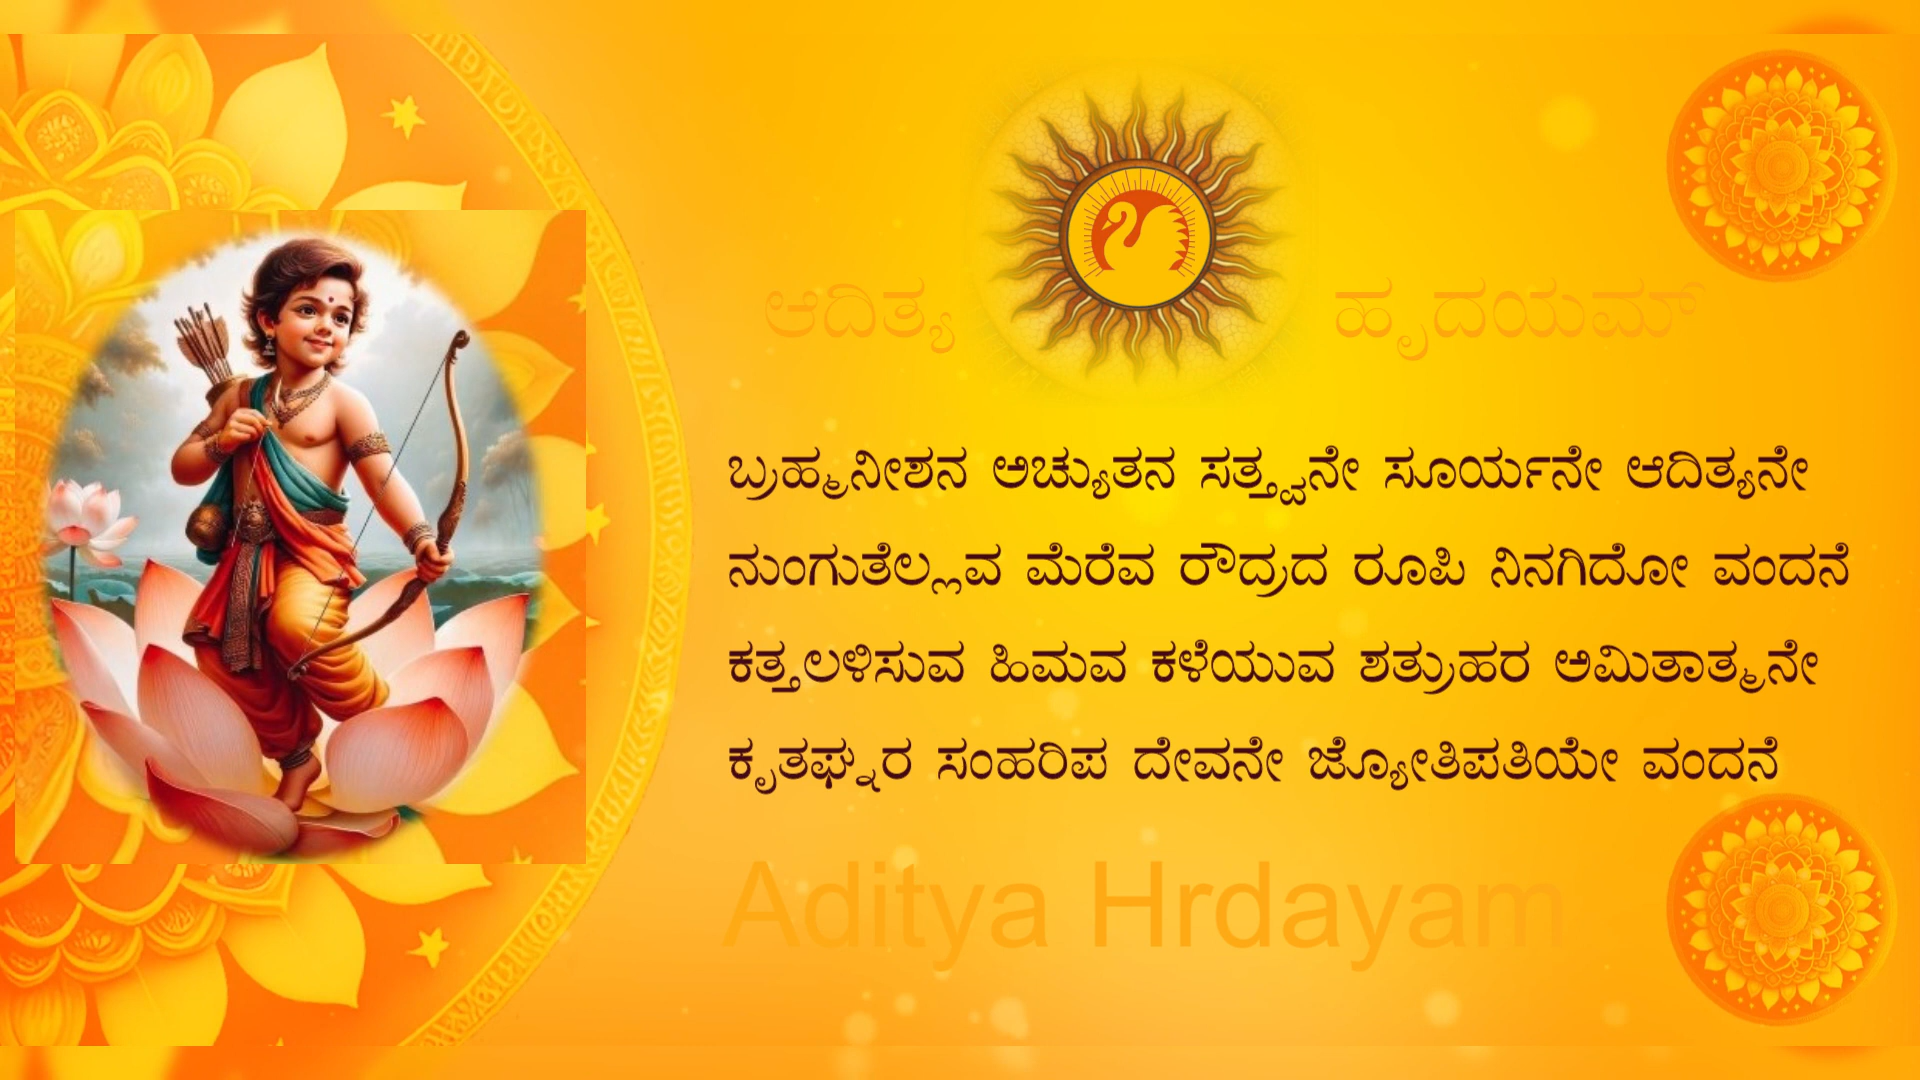 ಆದಿತ್ಯ ಹೃದಯಮ್
ಬ್ರಹ್ಮನೀಶನ ಅಚ್ಯುತನ ಸತ್ತ್ವನೇ ಸೂರ್ಯನೇ ಆದಿತ್ಯನೇ
ನುಂಗುತೆಲ್ಲವ ಮೆರೆವ ರೌದ್ರದ ರೂಪಿ ನಿನಗಿದೋ ವಂದನೆ
ಕತ್ತಲಳಿಸುವ ಹಿಮವ ಕಳೆಯುವ ಶತ್ರುಹರ ಅಮಿತಾತ್ಮನೇ
ಕೃತಘ್ನರ ಸಂಹರಿಪ ದೇವನೇ ಜ್ಯೋತಿಪತಿಯೇ ವಂದನೆ
Aditya Hrdayam